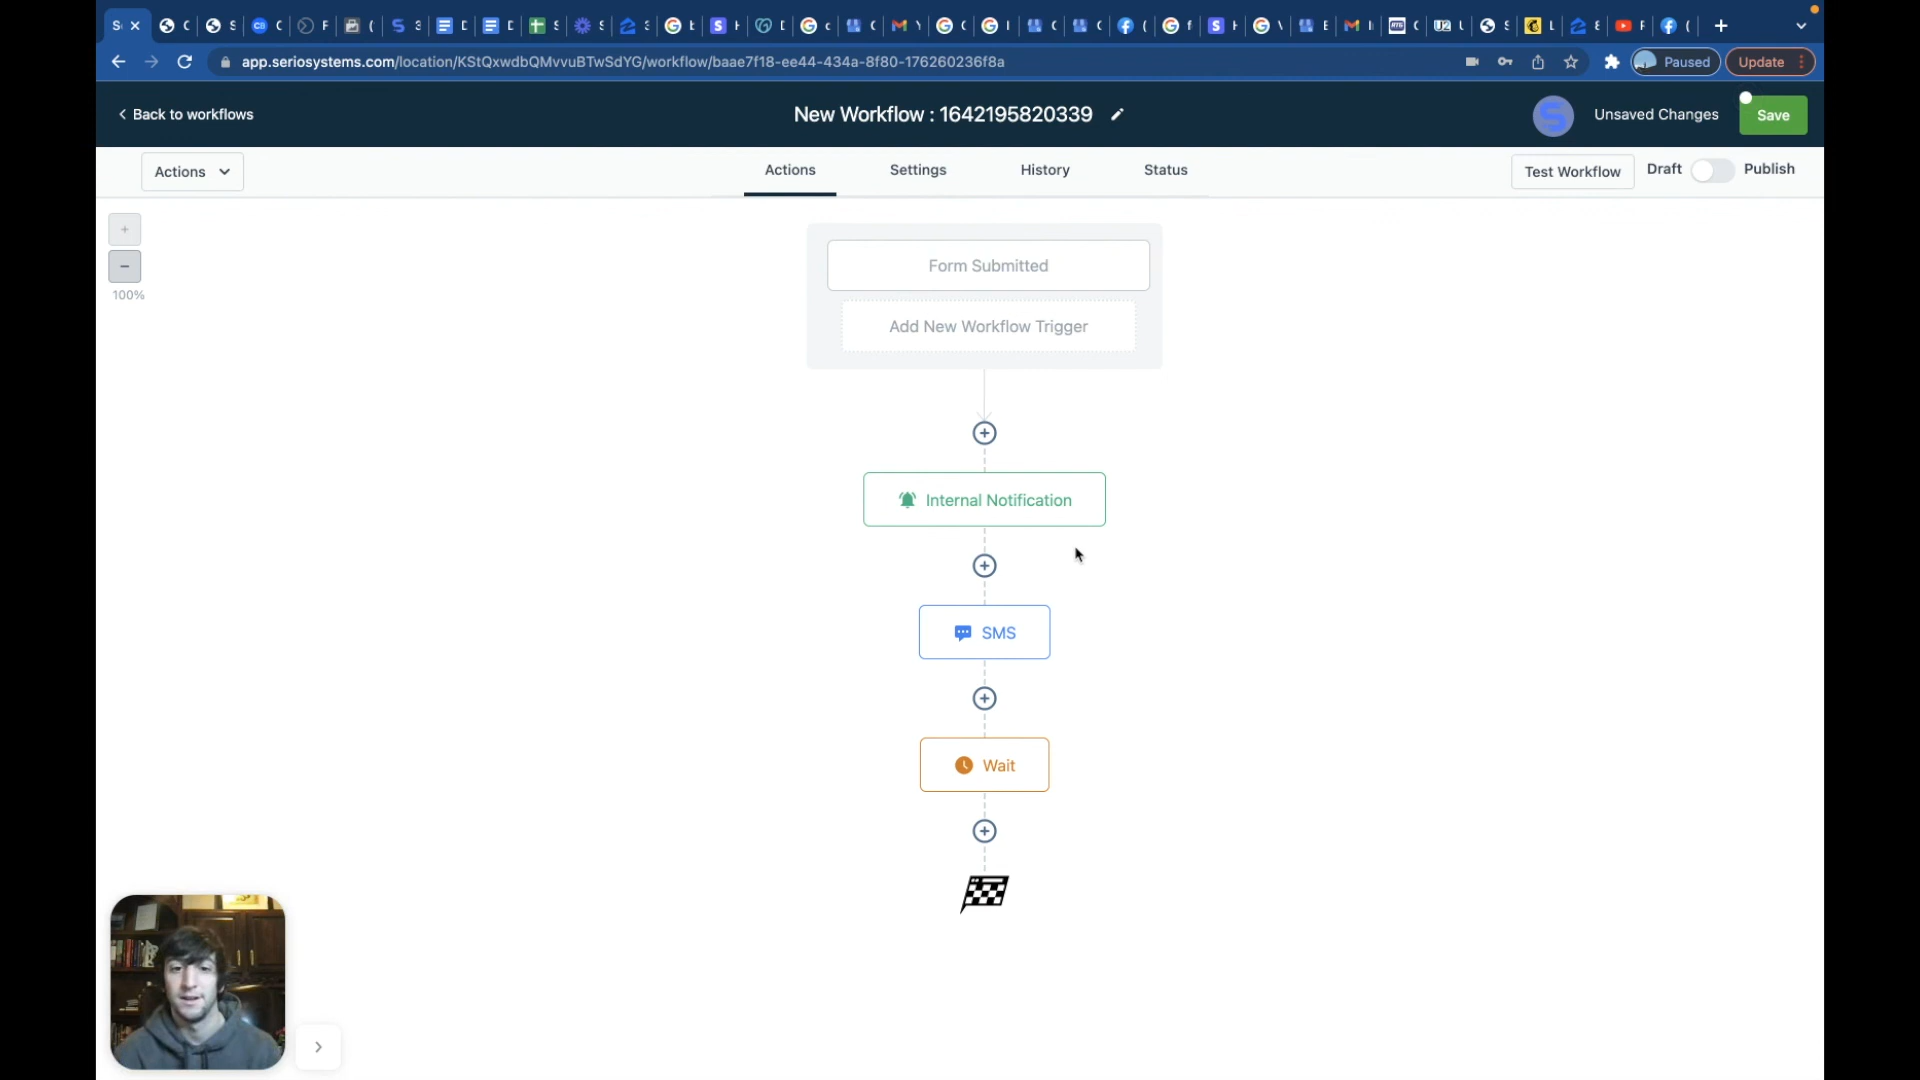 app.seriosystems.com/location/KStQxwdbQMvvuBTwSdYG/workflow/baae7f18-ee44-434a-8f80-176260236f8a
Paused
Update
Back to workflows
New Workflow : 1642195820339
Unsaved Changes
Save
Actions
Actions
Settings
History
Status
Test Workflow
Draft
Publish
+
−
100%
Form Submitted
Add New Workflow Trigger
Internal Notification
SMS
Wait